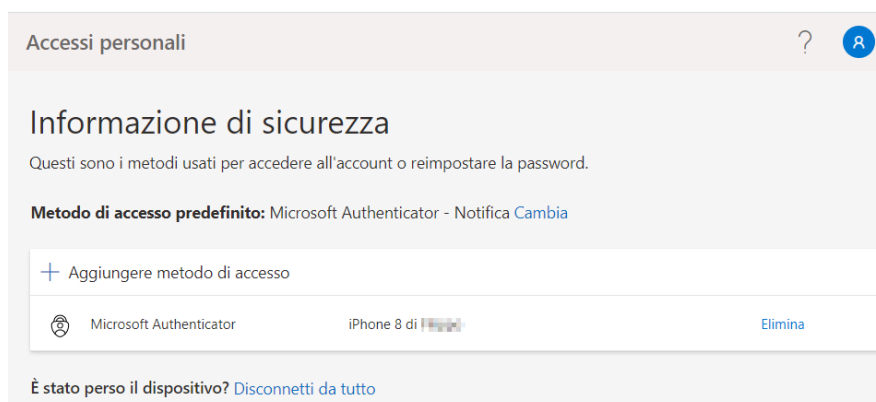 Accessi personali
?
A
Informazione di sicurezza
Questi sono i metodi usati per accedere all'account o reimpostare la password.
Metodo di accesso predefinito: Microsoft Authenticator - Notifica Cambia
+ Aggiungere metodo di accesso
Microsoft Authenticator iPhone 8 di Elimina
È stato perso il dispositivo? Disconnetti da tutto